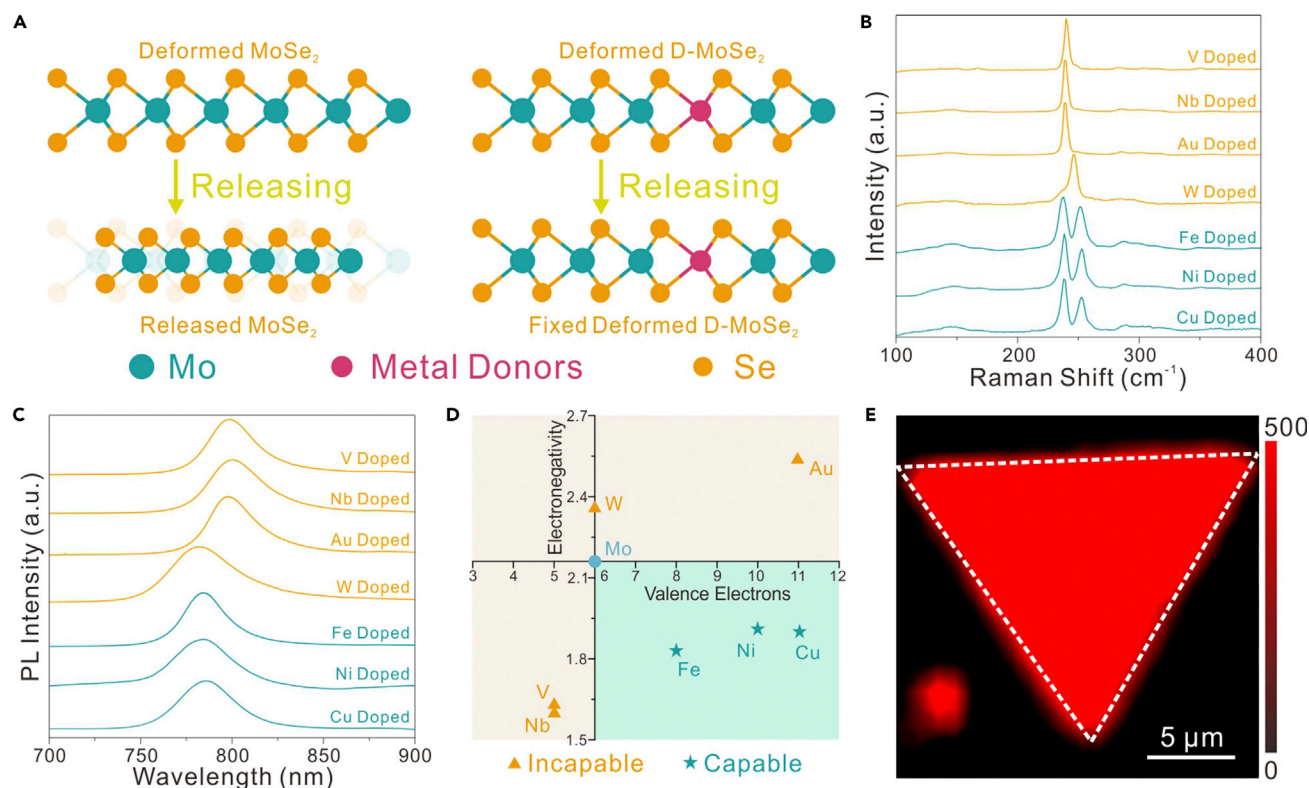 A
Deformed MoSe₂
Deformed D-MoSe₂
Releasing
Releasing
Released MoSe₂
Fixed Deformed D-MoSe₂
Mo
Metal Donors
Se
B
Intensity (a.u.)
V Doped
Nb Doped
Au Doped
W Doped
Fe Doped
Ni Doped
Cu Doped
100 200 300 400
Raman Shift (cm⁻¹)
C
PL Intensity (a.u.)
V Doped
Nb Doped
Au Doped
W Doped
Fe Doped
Ni Doped
Cu Doped
700 750 800 850 900
Wavelength (nm)
D
Electronegativity
2.7
2.4
2.1
1.8
1.5
3 4 5 6 7 8 9 10 11 12
Valence Electrons
Au
W
Mo
Fe
Ni
Cu
V
Nb
Incapable
Capable
E
500
0
5 μm